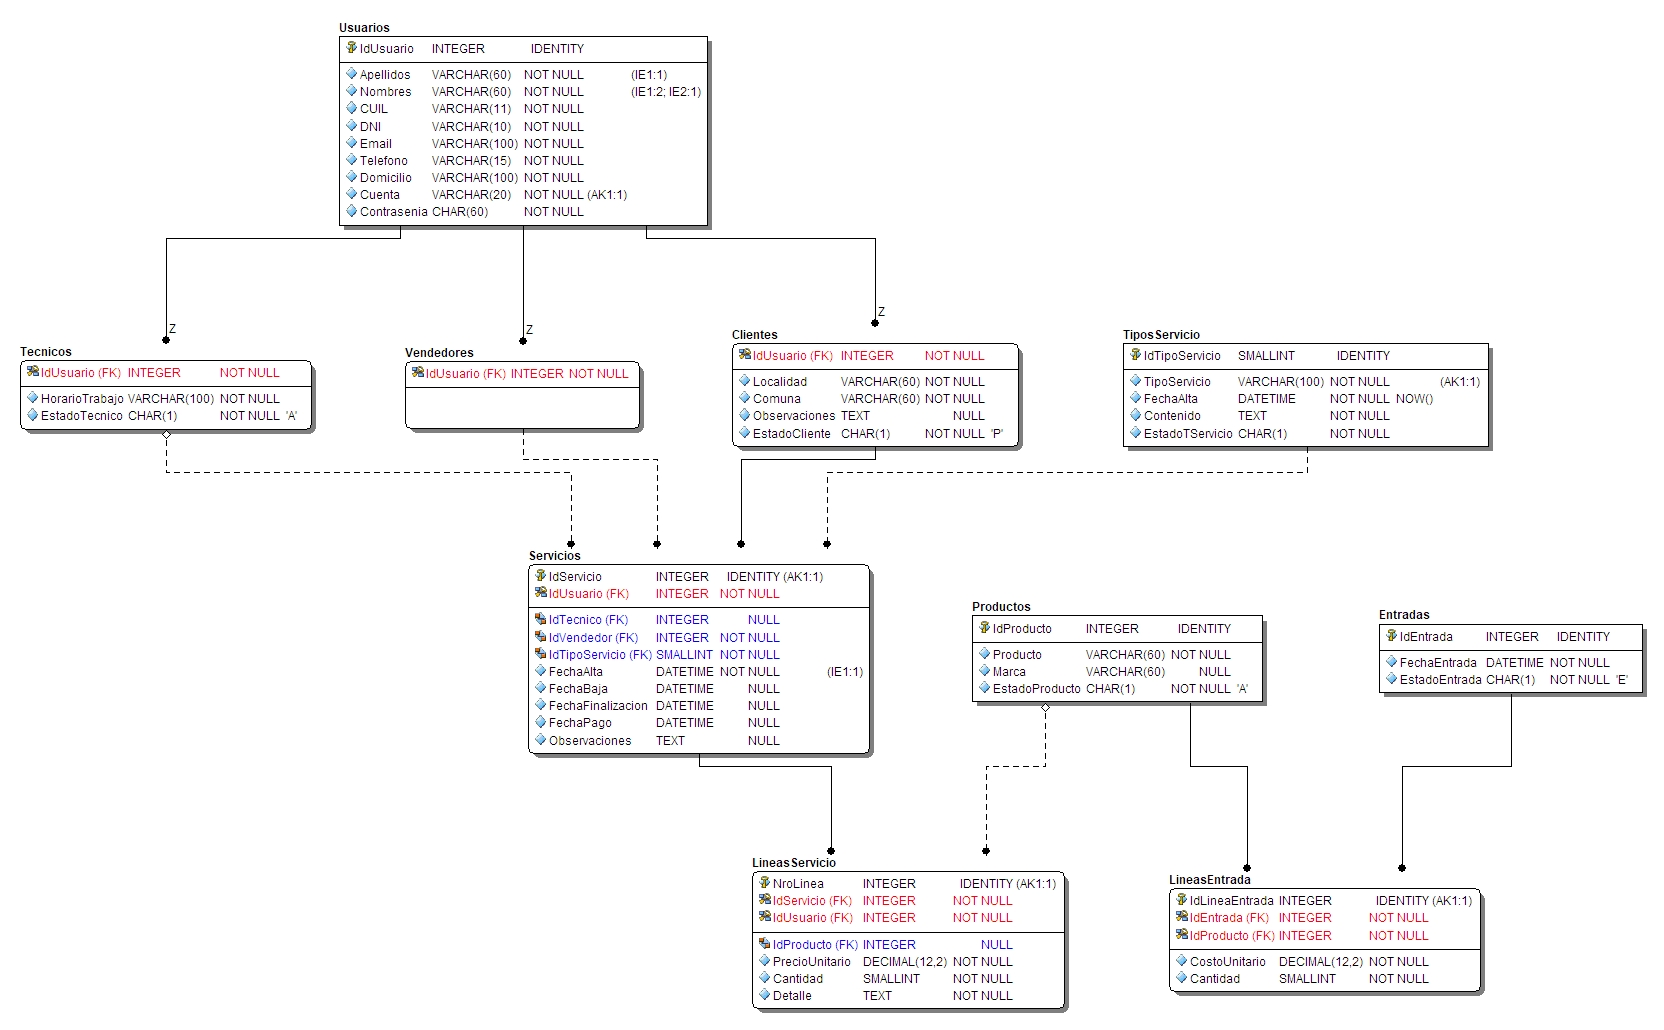 Usuarios
IdUsuario INTEGER IDENTITY
Apellidos VARCHAR(60) NOT NULL (IE1:1)
Nombres VARCHAR(60) NOT NULL (IE1:2; IE2:1)
CUIL VARCHAR(11) NOT NULL
DNI VARCHAR(10) NOT NULL
Email VARCHAR(100) NOT NULL
Telefono VARCHAR(15) NOT NULL
Domicilio VARCHAR(100) NOT NULL
Cuenta VARCHAR(20) NOT NULL (AK1:1)
Contrasenia CHAR(60) NOT NULL
Z
Z
Z
Tecnicos
IdUsuario (FK) INTEGER NOT NULL
HorarioTrabajo VARCHAR(100) NOT NULL
EstadoTecnico CHAR(1) NOT NULL 'A'
Vendedores
IdUsuario (FK) INTEGER NOT NULL
Clientes
IdUsuario (FK) INTEGER NOT NULL
Localidad VARCHAR(60) NOT NULL
Comuna VARCHAR(60) NOT NULL
Observaciones TEXT NULL
EstadoCliente CHAR(1) NOT NULL 'P'
TiposServicio
IdTipoServicio SMALLINT IDENTITY
TipoServicio VARCHAR(100) NOT NULL (AK1:1)
FechaAlta DATETIME NOT NULL NOW()
Contenido TEXT NOT NULL
EstadoTServicio CHAR(1) NOT NULL
Servicios
IdServicio INTEGER IDENTITY (AK1:1)
IdUsuario (FK) INTEGER NOT NULL
IdTecnico (FK) INTEGER NULL
IdVendedor (FK) INTEGER NOT NULL
IdTipoServicio (FK) SMALLINT NOT NULL
FechaAlta DATETIME NOT NULL (IE1:1)
FechaBaja DATETIME NULL
FechaFinalizacion DATETIME NULL
FechaPago DATETIME NULL
Observaciones TEXT NULL
Productos
IdProducto INTEGER IDENTITY
Producto VARCHAR(60) NOT NULL
Marca VARCHAR(60) NULL
EstadoProducto CHAR(1) NOT NULL 'A'
Entradas
IdEntrada INTEGER IDENTITY
FechaEntrada DATETIME NOT NULL
EstadoEntrada CHAR(1) NOT NULL 'E'
LineasServicio
NroLinea INTEGER IDENTITY (AK1:1)
IdServicio (FK) INTEGER NOT NULL
IdUsuario (FK) INTEGER NOT NULL
IdProducto (FK) INTEGER NULL
PrecioUnitario DECIMAL(12,2) NOT NULL
Cantidad SMALLINT NOT NULL
Detalle TEXT NOT NULL
LineasEntrada
IdLineaEntrada INTEGER IDENTITY (AK1:1)
IdEntrada (FK) INTEGER NOT NULL
IdProducto (FK) INTEGER NOT NULL
CostoUnitario DECIMAL(12,2) NOT NULL
Cantidad SMALLINT NOT NULL